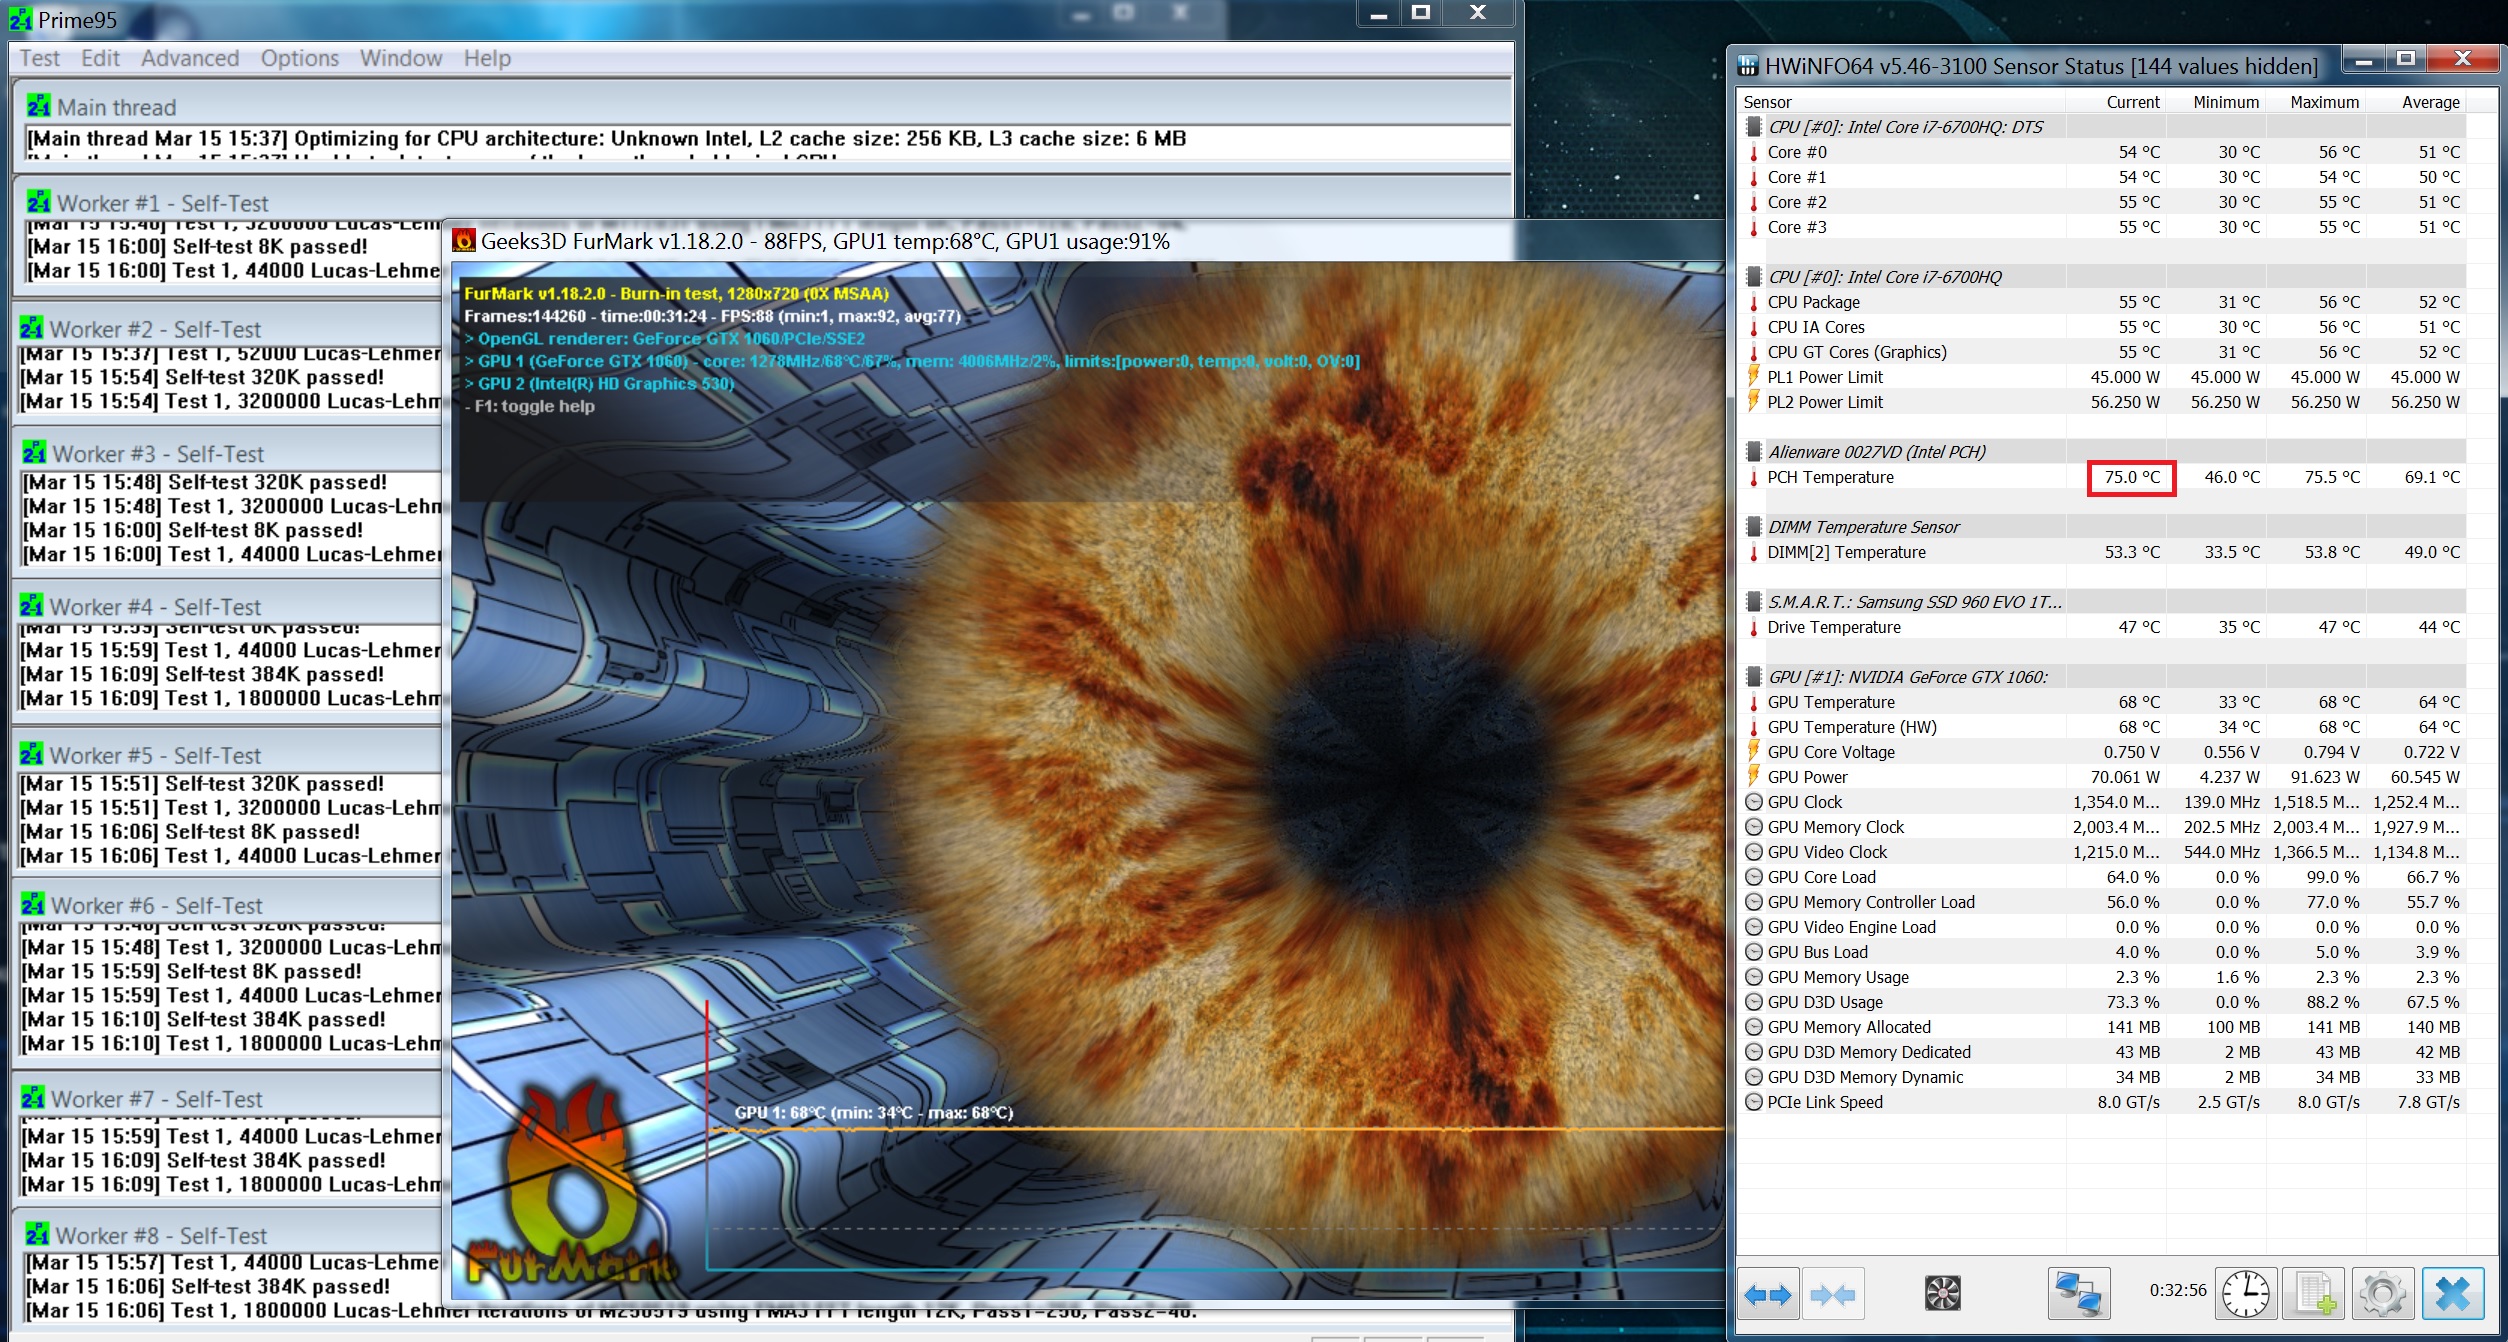 Prime95
Test Edit Advanced Options Window Help
Main thread
[Main thread Mar 15 15:37] Optimizing for CPU architecture: Unknown Intel, L2 cache size: 256 KB, L3 cache size: 6 MB
Worker #1 - Self-Test
[Mar 15 16:00] Self-test 8K passed!
[Mar 15 16:00] Test 1, 44000 Lucas-Lehme
Worker #2 - Self-Test
[Mar 15 15:37] Test 1, 52000 Lucas-Lehmer
[Mar 15 15:54] Self-test 320K passed!
[Mar 15 15:54] Test 1, 3200000 Lucas-Lehm
Worker #3 - Self-Test
[Mar 15 15:48] Self-test 320K passed!
[Mar 15 15:48] Test 1, 3200000 Lucas-Lehm
[Mar 15 16:00] Self-test 8K passed!
[Mar 15 16:00] Test 1, 44000 Lucas-Lehmer
Worker #4 - Self-Test
[Mar 15 15:59] Self-test 8K passed!
[Mar 15 15:59] Test 1, 44000 Lucas-Lehmer
[Mar 15 16:09] Self-test 384K passed!
[Mar 15 16:09] Test 1, 1800000 Lucas-Lehm
Worker #5 - Self-Test
[Mar 15 15:51] Self-test 320K passed!
[Mar 15 15:51] Test 1, 3200000 Lucas-Lehm
[Mar 15 16:06] Self-test 8K passed!
[Mar 15 16:06] Test 1, 44000 Lucas-Lehmer
Worker #6 - Self-Test
[Mar 15 15:48] Self-test 320K passed!
[Mar 15 15:48] Test 1, 3200000 Lucas-Lehm
[Mar 15 15:59] Self-test 8K passed!
[Mar 15 15:59] Test 1, 44000 Lucas-Lehmer
[Mar 15 16:10] Self-test 384K passed!
[Mar 15 16:10] Test 1, 1800000 Lucas-Lehm
Worker #7 - Self-Test
[Mar 15 15:59] Test 1, 44000 Lucas-Lehmer
[Mar 15 16:09] Self-test 384K passed!
[Mar 15 16:09] Test 1, 1800000 Lucas-Lehm
Worker #8 - Self-Test
[Mar 15 15:57] Test 1, 44000 Lucas-Lehme
[Mar 15 16:06] Self-test 384K passed!
[Mar 15 16:06] Test 1, 1800000 Lucas-Lehmer iterations of M250519 using FMA3 FFT length 12K, Pass1=256, Pass2=48.
Geeks3D FurMark v1.18.2.0 - 88FPS, GPU1 temp:68°C, GPU1 usage:91%
FurMark v1.18.2.0 - Burn-in test, 1280x720 (0X MSAA)
Frames:144260 - time:00:31:24 - FPS:88 (min:1, max:92, avg:77)
> OpenGL renderer: GeForce GTX 1060/PCIe/SSE2
> GPU 1 (GeForce GTX 1060) - core: 1278MHz/68°C/67%, mem: 4006MHz/2%, limits:[power:0, temp:0, volt:0, OV:0]
> GPU 2 (Intel(R) HD Graphics 530)
- F1: toggle help
GPU 1: 68°C (min: 34°C - max: 68°C)
FurMark
HWiNFO64 v5.46-3100 Sensor Status [144 values hidden]
Sensor Current Minimum Maximum Average
CPU [#0]: Intel Core i7-6700HQ: DTS
Core #0 54 °C 30 °C 56 °C 51 °C
Core #1 54 °C 30 °C 54 °C 50 °C
Core #2 55 °C 30 °C 55 °C 51 °C
Core #3 55 °C 30 °C 55 °C 51 °C
CPU [#0]: Intel Core i7-6700HQ
CPU Package 55 °C 31 °C 56 °C 52 °C
CPU IA Cores 55 °C 30 °C 56 °C 51 °C
CPU GT Cores (Graphics) 55 °C 31 °C 56 °C 52 °C
PL1 Power Limit 45.000 W 45.000 W 45.000 W 45.000 W
PL2 Power Limit 56.250 W 56.250 W 56.250 W 56.250 W
Alienware 0027VD (Intel PCH)
PCH Temperature 75.0 °C 46.0 °C 75.5 °C 69.1 °C
DIMM Temperature Sensor
DIMM[2] Temperature 53.3 °C 33.5 °C 53.8 °C 49.0 °C
S.M.A.R.T.: Samsung SSD 960 EVO 1T...
Drive Temperature 47 °C 35 °C 47 °C 44 °C
GPU [#1]: NVIDIA GeForce GTX 1060:
GPU Temperature 68 °C 33 °C 68 °C 64 °C
GPU Temperature (HW) 68 °C 34 °C 68 °C 64 °C
GPU Core Voltage 0.750 V 0.556 V 0.794 V 0.722 V
GPU Power 70.061 W 4.237 W 91.623 W 60.545 W
GPU Clock 1,354.0 M... 139.0 MHz 1,518.5 M... 1,252.4 M...
GPU Memory Clock 2,003.4 M... 202.5 MHz 2,003.4 M... 1,927.9 M...
GPU Video Clock 1,215.0 M... 544.0 MHz 1,366.5 M... 1,134.8 M...
GPU Core Load 64.0 % 0.0 % 99.0 % 66.7 %
GPU Memory Controller Load 56.0 % 0.0 % 77.0 % 55.7 %
GPU Video Engine Load 0.0 % 0.0 % 0.0 % 0.0 %
GPU Bus Load 4.0 % 0.0 % 5.0 % 3.9 %
GPU Memory Usage 2.3 % 1.6 % 2.3 % 2.3 %
GPU D3D Usage 73.3 % 0.0 % 88.2 % 67.5 %
GPU Memory Allocated 141 MB 100 MB 141 MB 140 MB
GPU D3D Memory Dedicated 43 MB 2 MB 43 MB 42 MB
GPU D3D Memory Dynamic 34 MB 2 MB 34 MB 33 MB
PCIe Link Speed 8.0 GT/s 2.5 GT/s 8.0 GT/s 7.8 GT/s
0:32:56